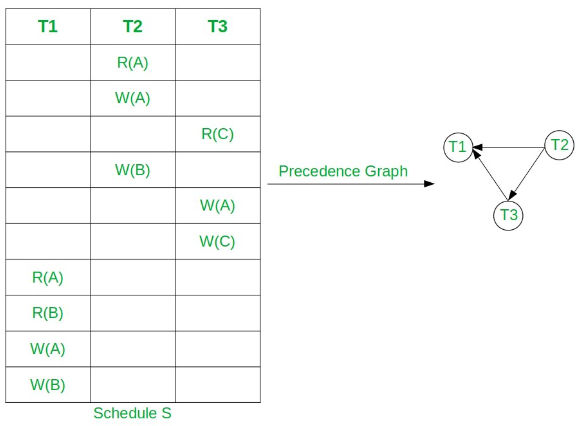 T1 T2 T3
R(A)
W(A)
R(C)
W(B)
W(A)
W(C)
R(A)
R(B)
W(A)
W(B)
Schedule S
Precedence Graph
T1 T2
T3